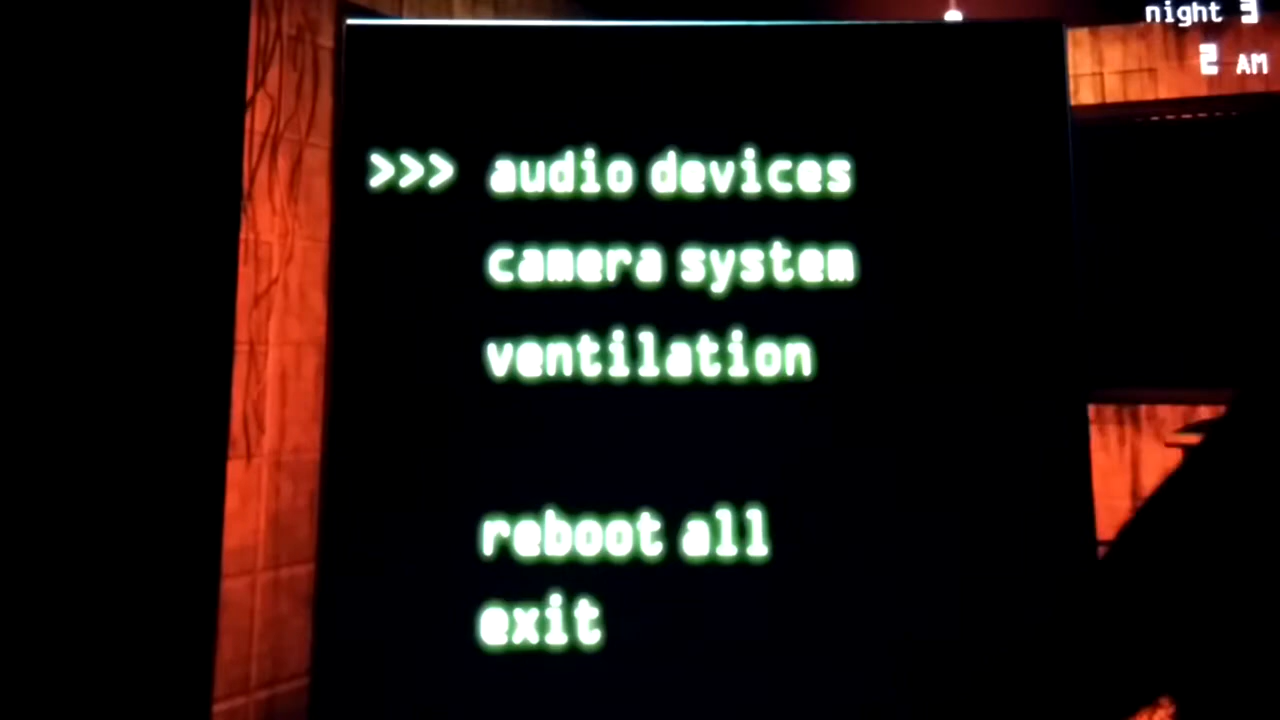 night 3
2 AM
>>> audio devices
camera system
ventilation
reboot all
exit